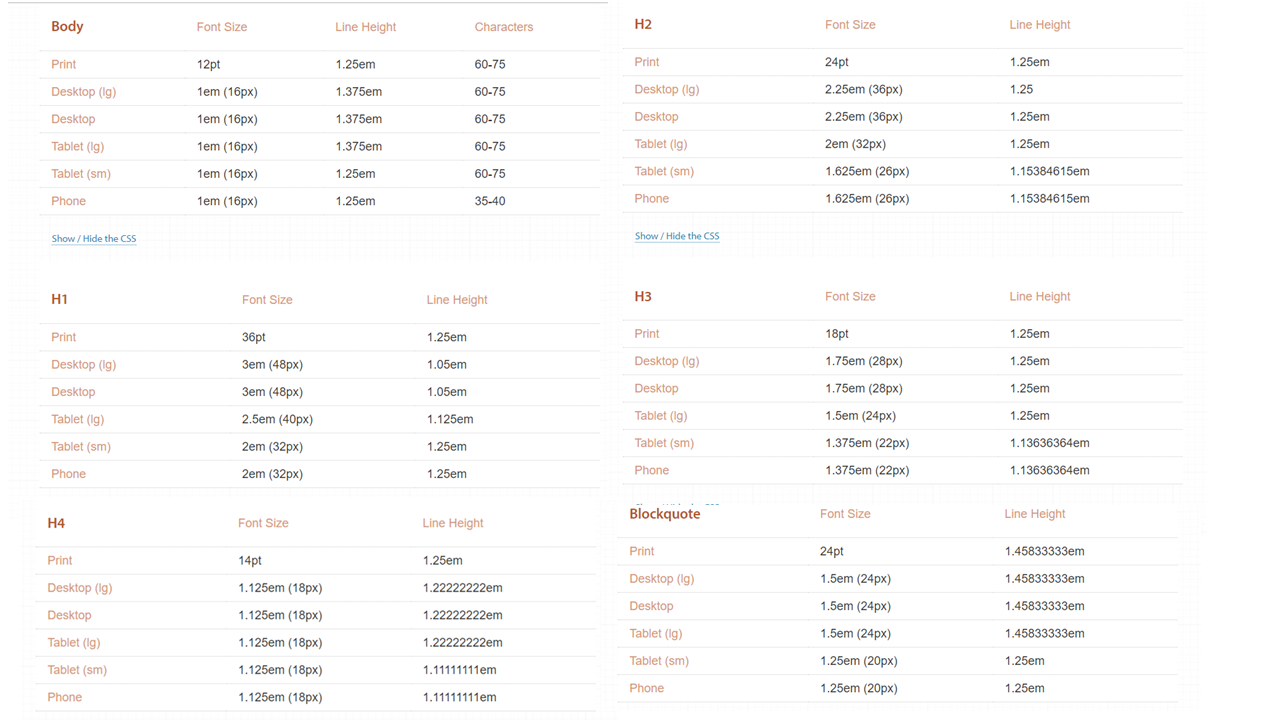 Body Font Size Line Height Characters
Print 12pt 1.25em 60-75
Desktop (lg) 1em (16px) 1.375em 60-75
Desktop 1em (16px) 1.375em 60-75
Tablet (lg) 1em (16px) 1.375em 60-75
Tablet (sm) 1em (16px) 1.25em 60-75
Phone 1em (16px) 1.25em 35-40
Show / Hide the CSS
H2 Font Size Line Height
Print 24pt 1.25em
Desktop (lg) 2.25em (36px) 1.25
Desktop 2.25em (36px) 1.25em
Tablet (lg) 2em (32px) 1.25em
Tablet (sm) 1.625em (26px) 1.15384615em
Phone 1.625em (26px) 1.15384615em
Show / Hide the CSS
H1 Font Size Line Height
Print 36pt 1.25em
Desktop (lg) 3em (48px) 1.05em
Desktop 3em (48px) 1.05em
Tablet (lg) 2.5em (40px) 1.125em
Tablet (sm) 2em (32px) 1.25em
Phone 2em (32px) 1.25em
H3 Font Size Line Height
Print 18pt 1.25em
Desktop (lg) 1.75em (28px) 1.25em
Desktop 1.75em (28px) 1.25em
Tablet (lg) 1.5em (24px) 1.25em
Tablet (sm) 1.375em (22px) 1.13636364em
Phone 1.375em (22px) 1.13636364em
H4 Font Size Line Height
Print 14pt 1.25em
Desktop (lg) 1.125em (18px) 1.22222222em
Desktop 1.125em (18px) 1.22222222em
Tablet (lg) 1.125em (18px) 1.22222222em
Tablet (sm) 1.125em (18px) 1.11111111em
Phone 1.125em (18px) 1.11111111em
Blockquote Font Size Line Height
Print 24pt 1.45833333em
Desktop (lg) 1.5em (24px) 1.45833333em
Desktop 1.5em (24px) 1.45833333em
Tablet (lg) 1.5em (24px) 1.45833333em
Tablet (sm) 1.25em (20px) 1.25em
Phone 1.25em (20px) 1.25em